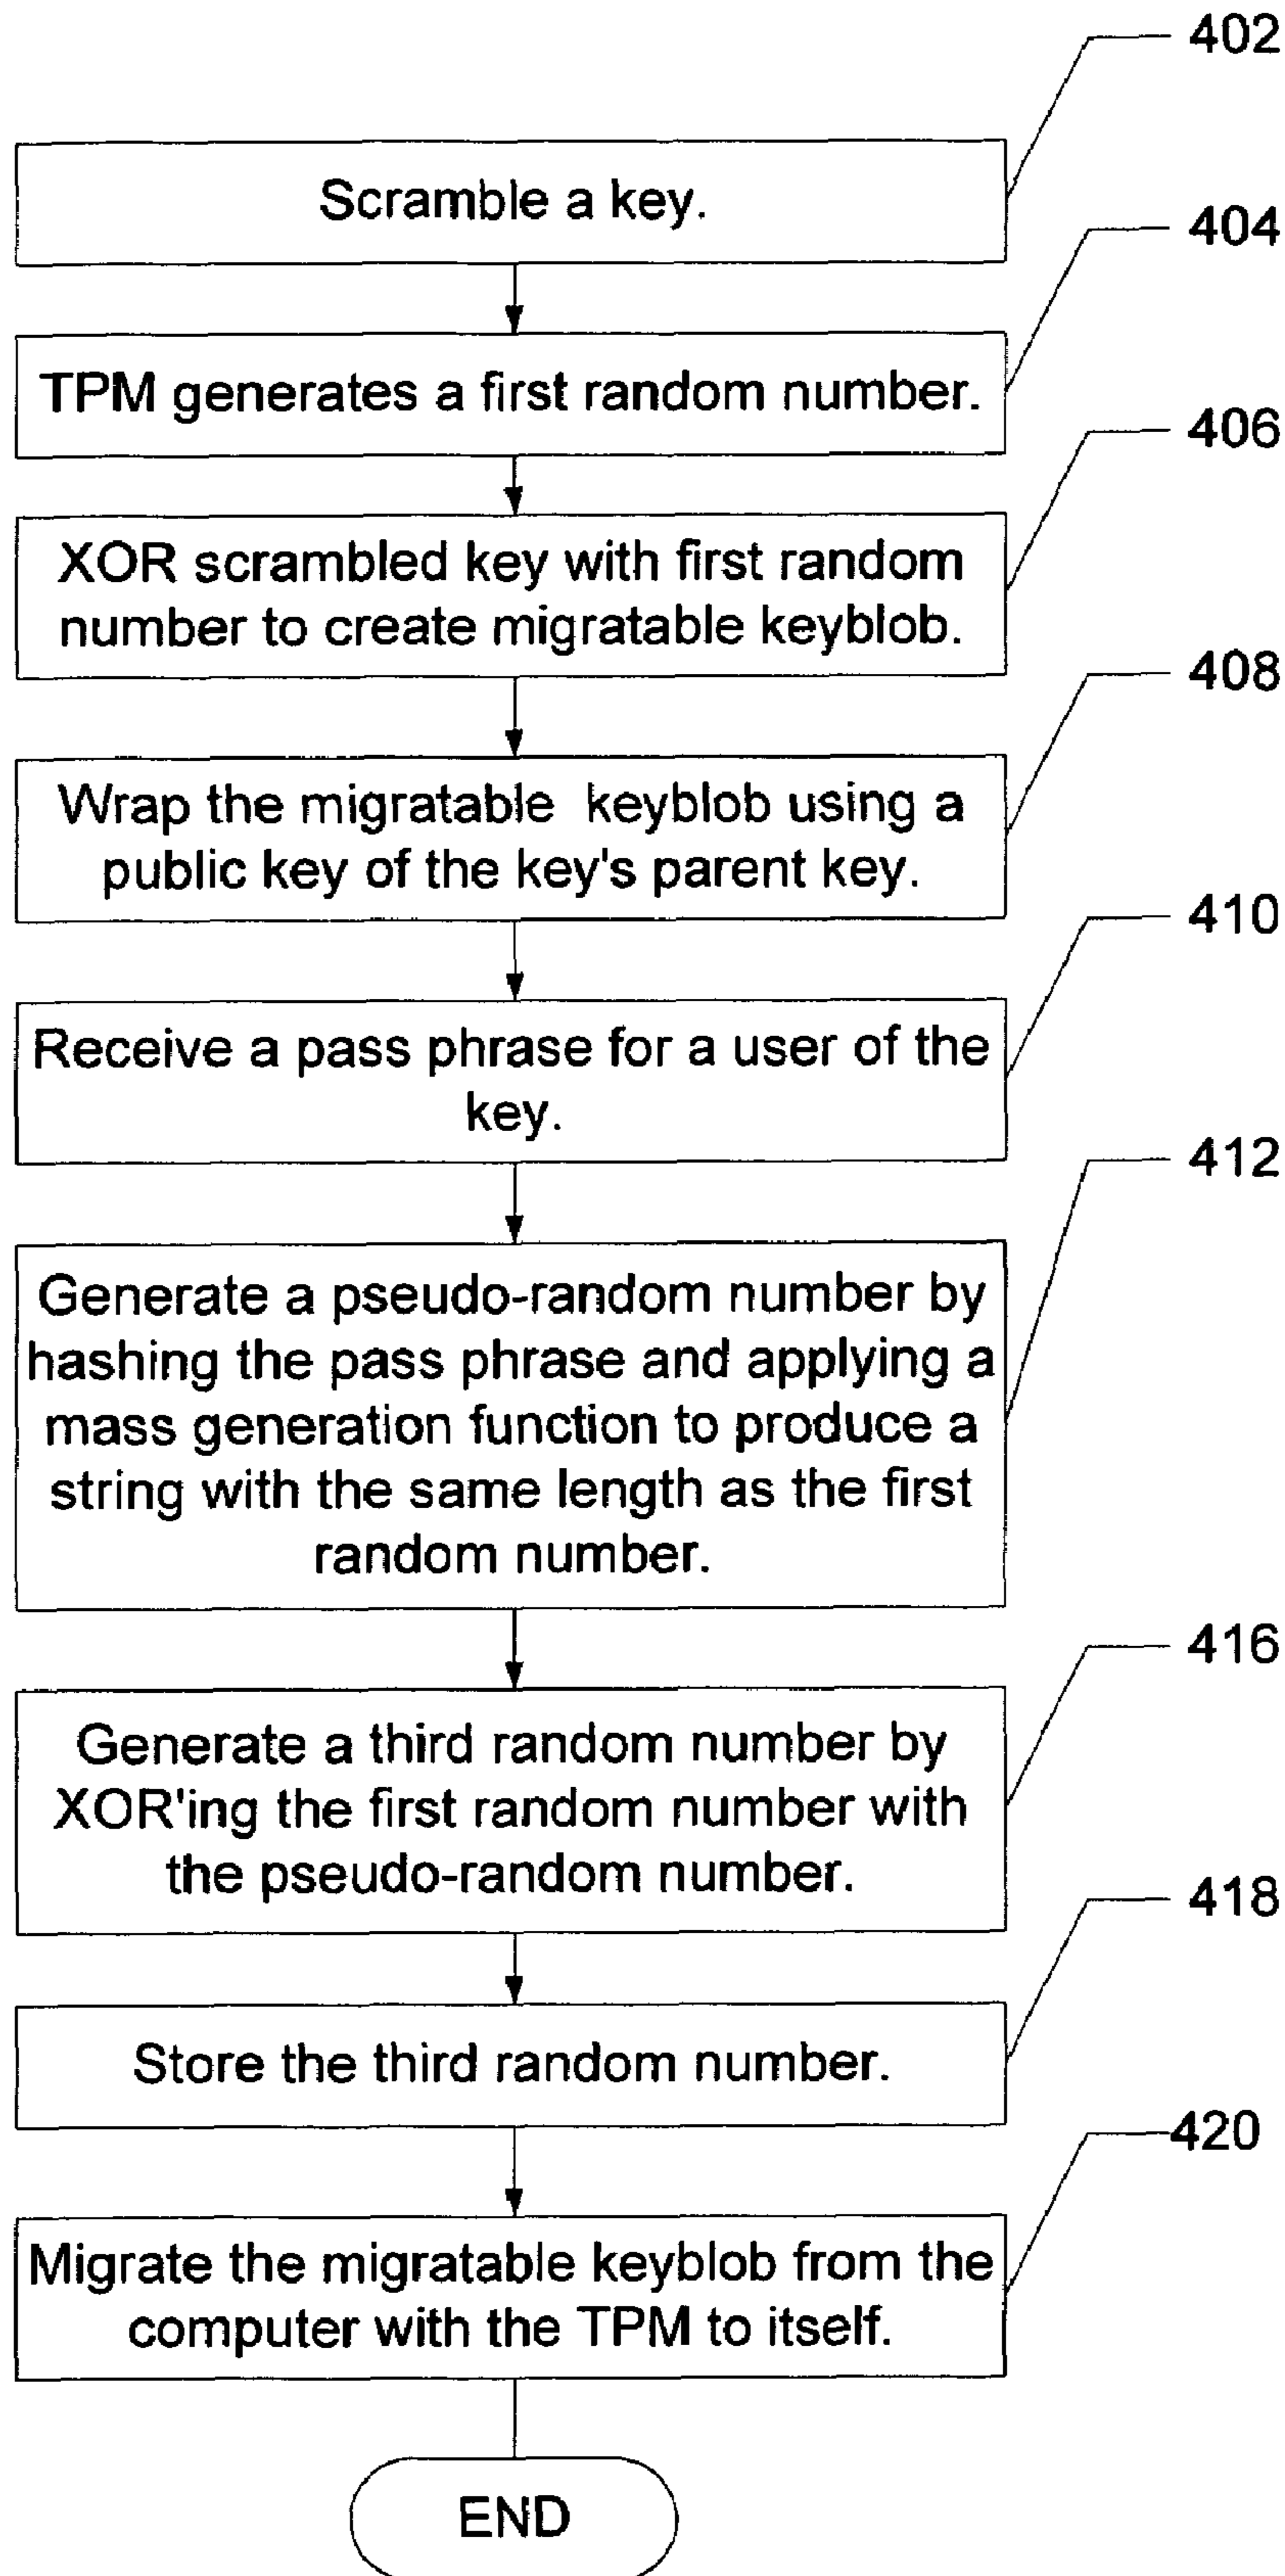 402
Scramble a key.
404
TPM generates a first random number.
406
XOR scrambled key with first random
number to create migratable keyblob.
408
Wrap the migratable keyblob using a
public key of the key's parent key.
410
Receive a pass phrase for a user of the
key.
412
Generate a pseudo-random number by
hashing the pass phrase and applying a
mass generation function to produce a
string with the same length as the first
random number.
416
Generate a third random number by
XOR'ing the first random number with
the pseudo-random number.
418
Store the third random number.
420
Migrate the migratable keyblob from the
computer with the TPM to itself.
END